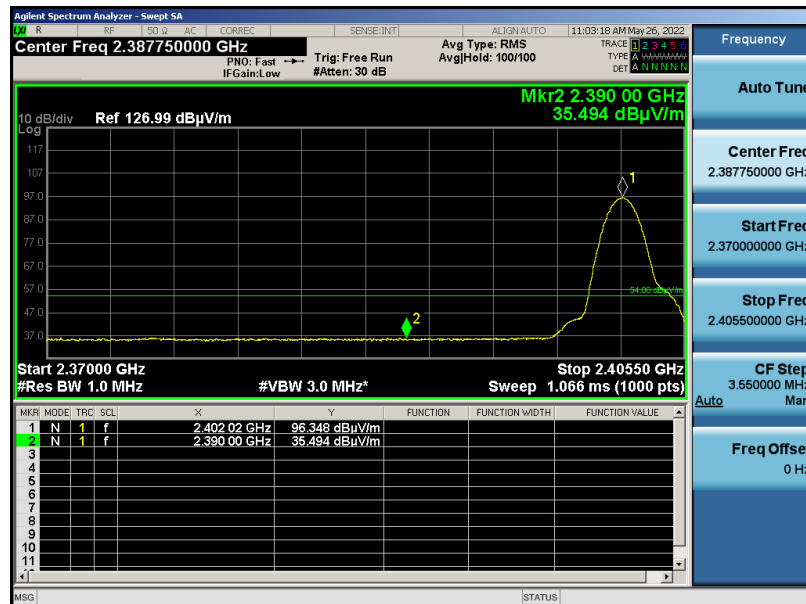 Agilent Spectrum Analyzer - Swept SA
LXI R RF 50 Ω AC CORREC SENSE:INT ALIGN AUTO 11:03:18 AM May 26, 2022
Center Freq 2.387750000 GHz
PNO: Fast
IFGain:Low
Trig: Free Run
#Atten: 30 dB
Avg Type: RMS
Avg|Hold: 100/100
TRACE 1 2 3 4 5 6
TYPE A WWWWW
DET A N N N N N
Mkr2 2.390 00 GHz
35.494 dBµV/m
10 dB/div Ref 126.99 dBµV/m
Log
117
107
97.0
1
87.0
77.0
67.0
57.0
54.00 dBµV/m
47.0
2
37.0
Start 2.37000 GHz Stop 2.40550 GHz
#Res BW 1.0 MHz #VBW 3.0 MHz* Sweep 1.066 ms (1000 pts)
MKR MODE TRC SCL X Y FUNCTION FUNCTION WIDTH FUNCTION VALUE
1 N 1 f 2.402 02 GHz 96.348 dBµV/m
2 N 1 f 2.390 00 GHz 35.494 dBµV/m
3
4
5
6
7
8
9
10
11
MSG STATUS
Frequency
Auto Tune
Center Freq
2.387750000 GHz
Start Freq
2.370000000 GHz
Stop Freq
2.405500000 GHz
CF Step
3.550000 MHz
Auto Man
Freq Offset
0 Hz